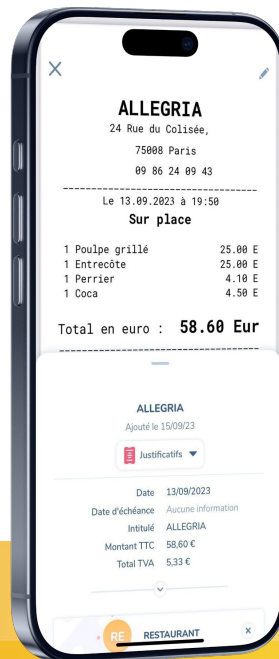 ALLEGRIA
24 Rue du Colisée,
75008 Paris
09 86 24 09 43
Le 13.09.2023 à 19:50
Sur place
1 Poulpe grillé 25.00 E
1 Entrecôte 25.00 E
1 Perrier 4.10 E
1 Coca 4.50 E
Total en euro : 58.60 Eur
ALLEGRIA
Ajouté le 15/09/23
Justificatifs
Date 13/09/2023
Date d'échéance Aucune information
Intitulé ALLEGRIA
Montant TTC 58,60 €
Total TVA 5,33 €
RE RESTAURANT x